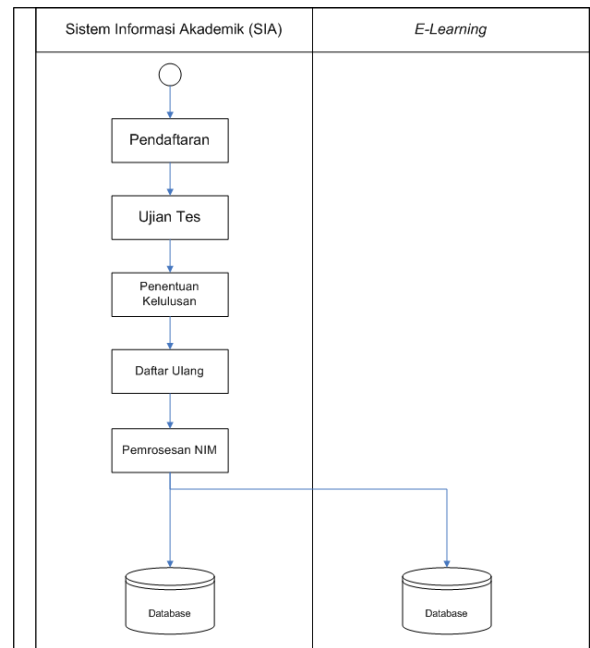 Sistem Informasi Akademik (SIA)
E-Learning
Pendaftaran
Ujian Tes
Penentuan
Kelulusan
Daftar Ulang
Pemrosesan NIM
Database
Database